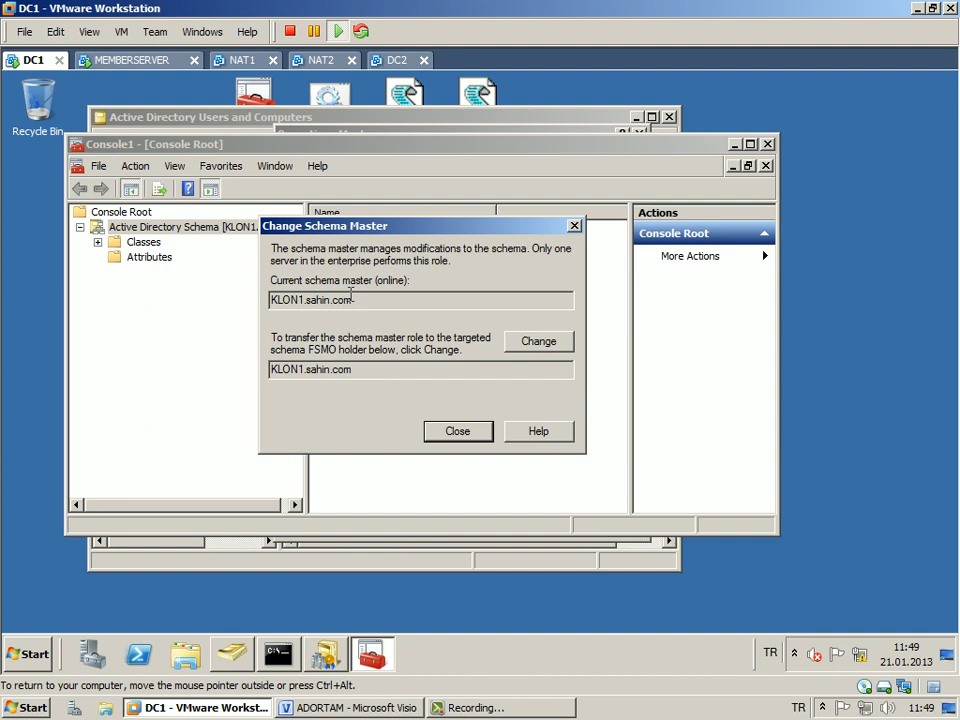 DC1 - VMware Workstation
File Edit View VM Team Windows Help
DC1 MEMBERSERVER NAT1 NAT2 DC2
Recycle Bin
Active Directory Users and Computers
Console1 - [Console Root]
File Action View Favorites Window Help
Console Root
Active Directory Schema [KLON1.
Classes
Attributes
Name
Actions
Console Root
More Actions
Change Schema Master
The schema master manages modifications to the schema. Only one
server in the enterprise performs this role.
Current schema master (online):
KLON1.sahin.com
To transfer the schema master role to the targeted
schema FSMO holder below, click Change.
Change
KLON1.sahin.com
Close Help
Start
TR
11:49
21.01.2013
To return to your computer, move the mouse pointer outside or press Ctrl+Alt.
Start DC1 - VMware Workst... ADORTAM - Microsoft Visio Recording... TR 11:49